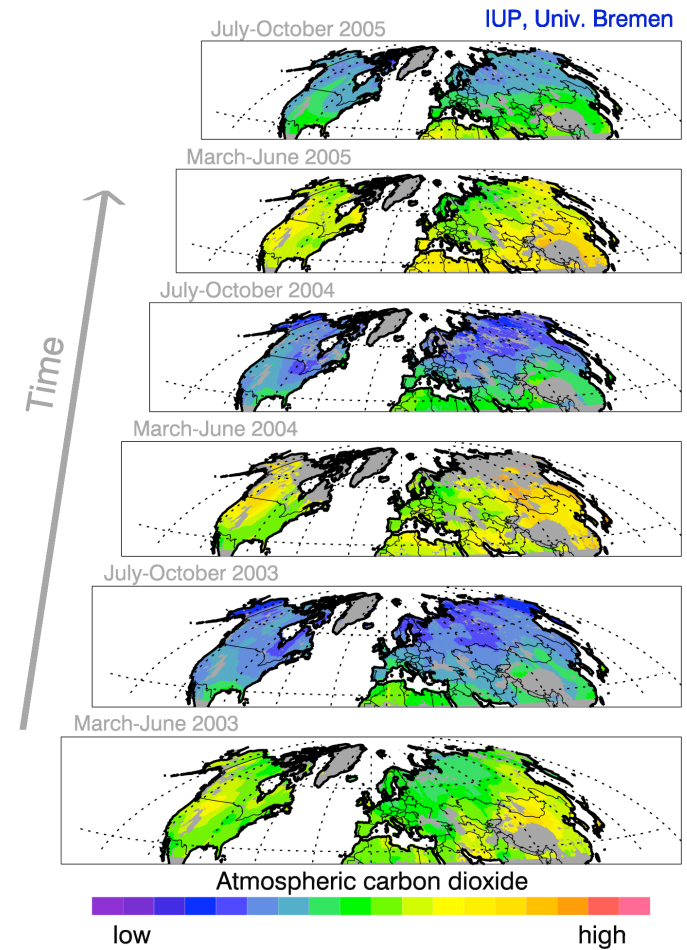 IUP, Univ. Bremen
July-October 2005
March-June 2005
July-October 2004
Time
March-June 2004
July-October 2003
March-June 2003
Atmospheric carbon dioxide
low high